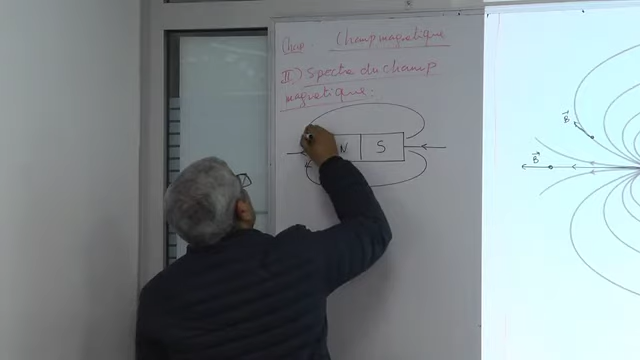 Chap. Champ magnétique
II) Spectre du champ
magnétique :
N S
B
B